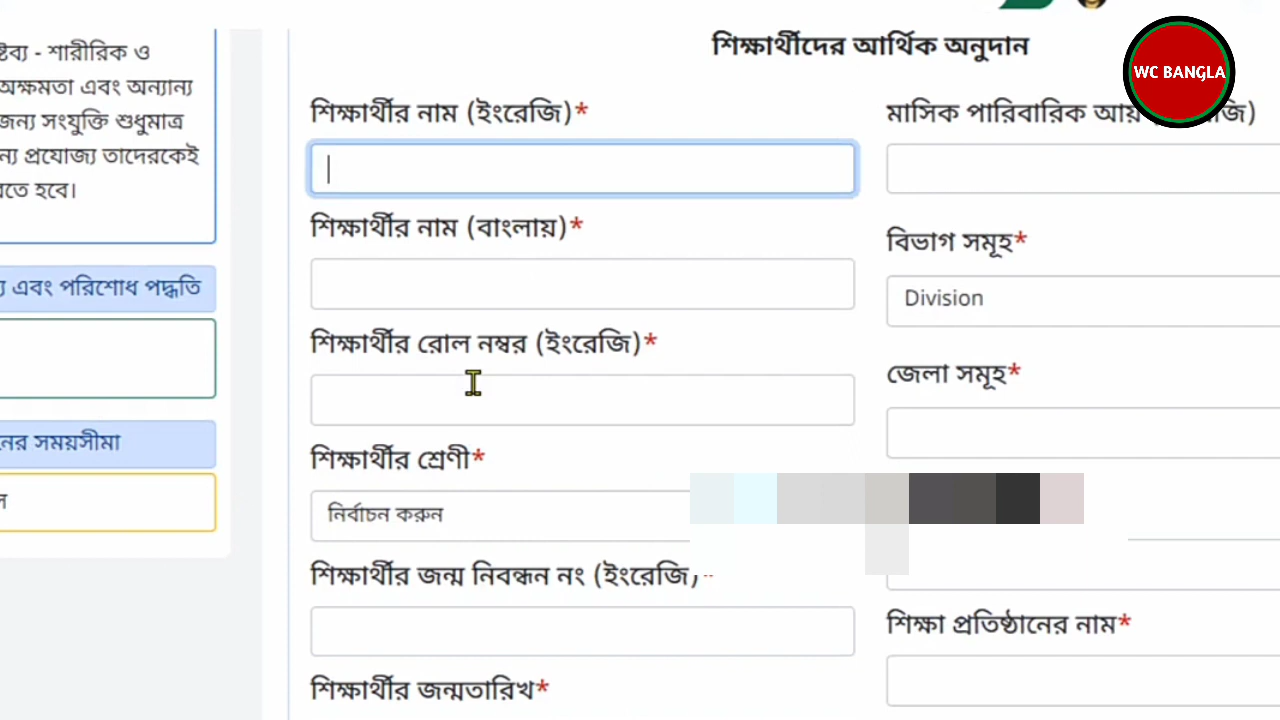 ষ্টব্য - শারীরিক ও
অক্ষমতা এবং অন্যান্য
জন্য সংযুক্তি শুধুমাত্র
ন্য প্রযোজ্য তাদেরকেই
রতে হবে।
এবং পরিশোধ পদ্ধতি
নের সময়সীমা
শিক্ষার্থীদের আর্থিক অনুদান
WC BANGLA
শিক্ষার্থীর নাম (ইংরেজি)*
শিক্ষার্থীর নাম (বাংলায়)*
শিক্ষার্থীর রোল নম্বর (ইংরেজি)*
শিক্ষার্থীর শ্রেণী*
নির্বাচন করুন
শিক্ষার্থীর জন্ম নিবন্ধন নং (ইংরেজি)
শিক্ষার্থীর জন্মতারিখ*
মাসিক পারিবারিক আয়
বিভাগ সমূহ*
Division
জেলা সমূহ*
শিক্ষা প্রতিষ্ঠানের নাম*